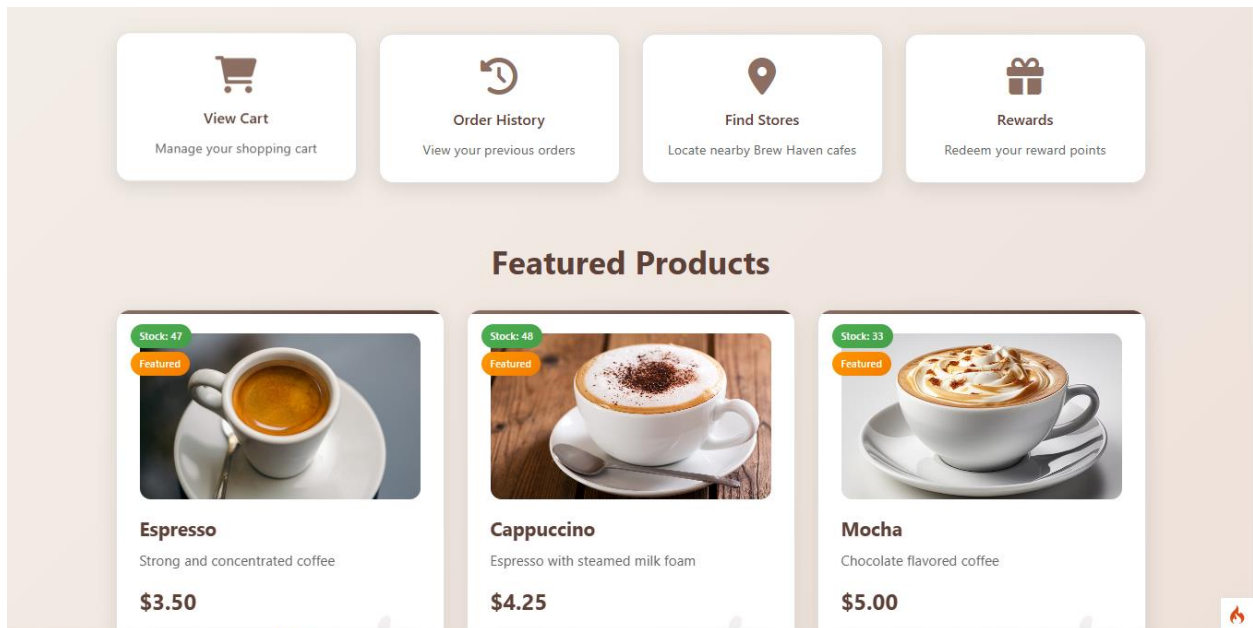 View Cart
Manage your shopping cart
Order History
View your previous orders
Find Stores
Locate nearby Brew Haven cafes
Rewards
Redeem your reward points
Featured Products
Stock: 47
Featured
Espresso
Strong and concentrated coffee
$3.50
Stock: 48
Featured
Cappuccino
Espresso with steamed milk foam
$4.25
Stock: 33
Featured
Mocha
Chocolate flavored coffee
$5.00